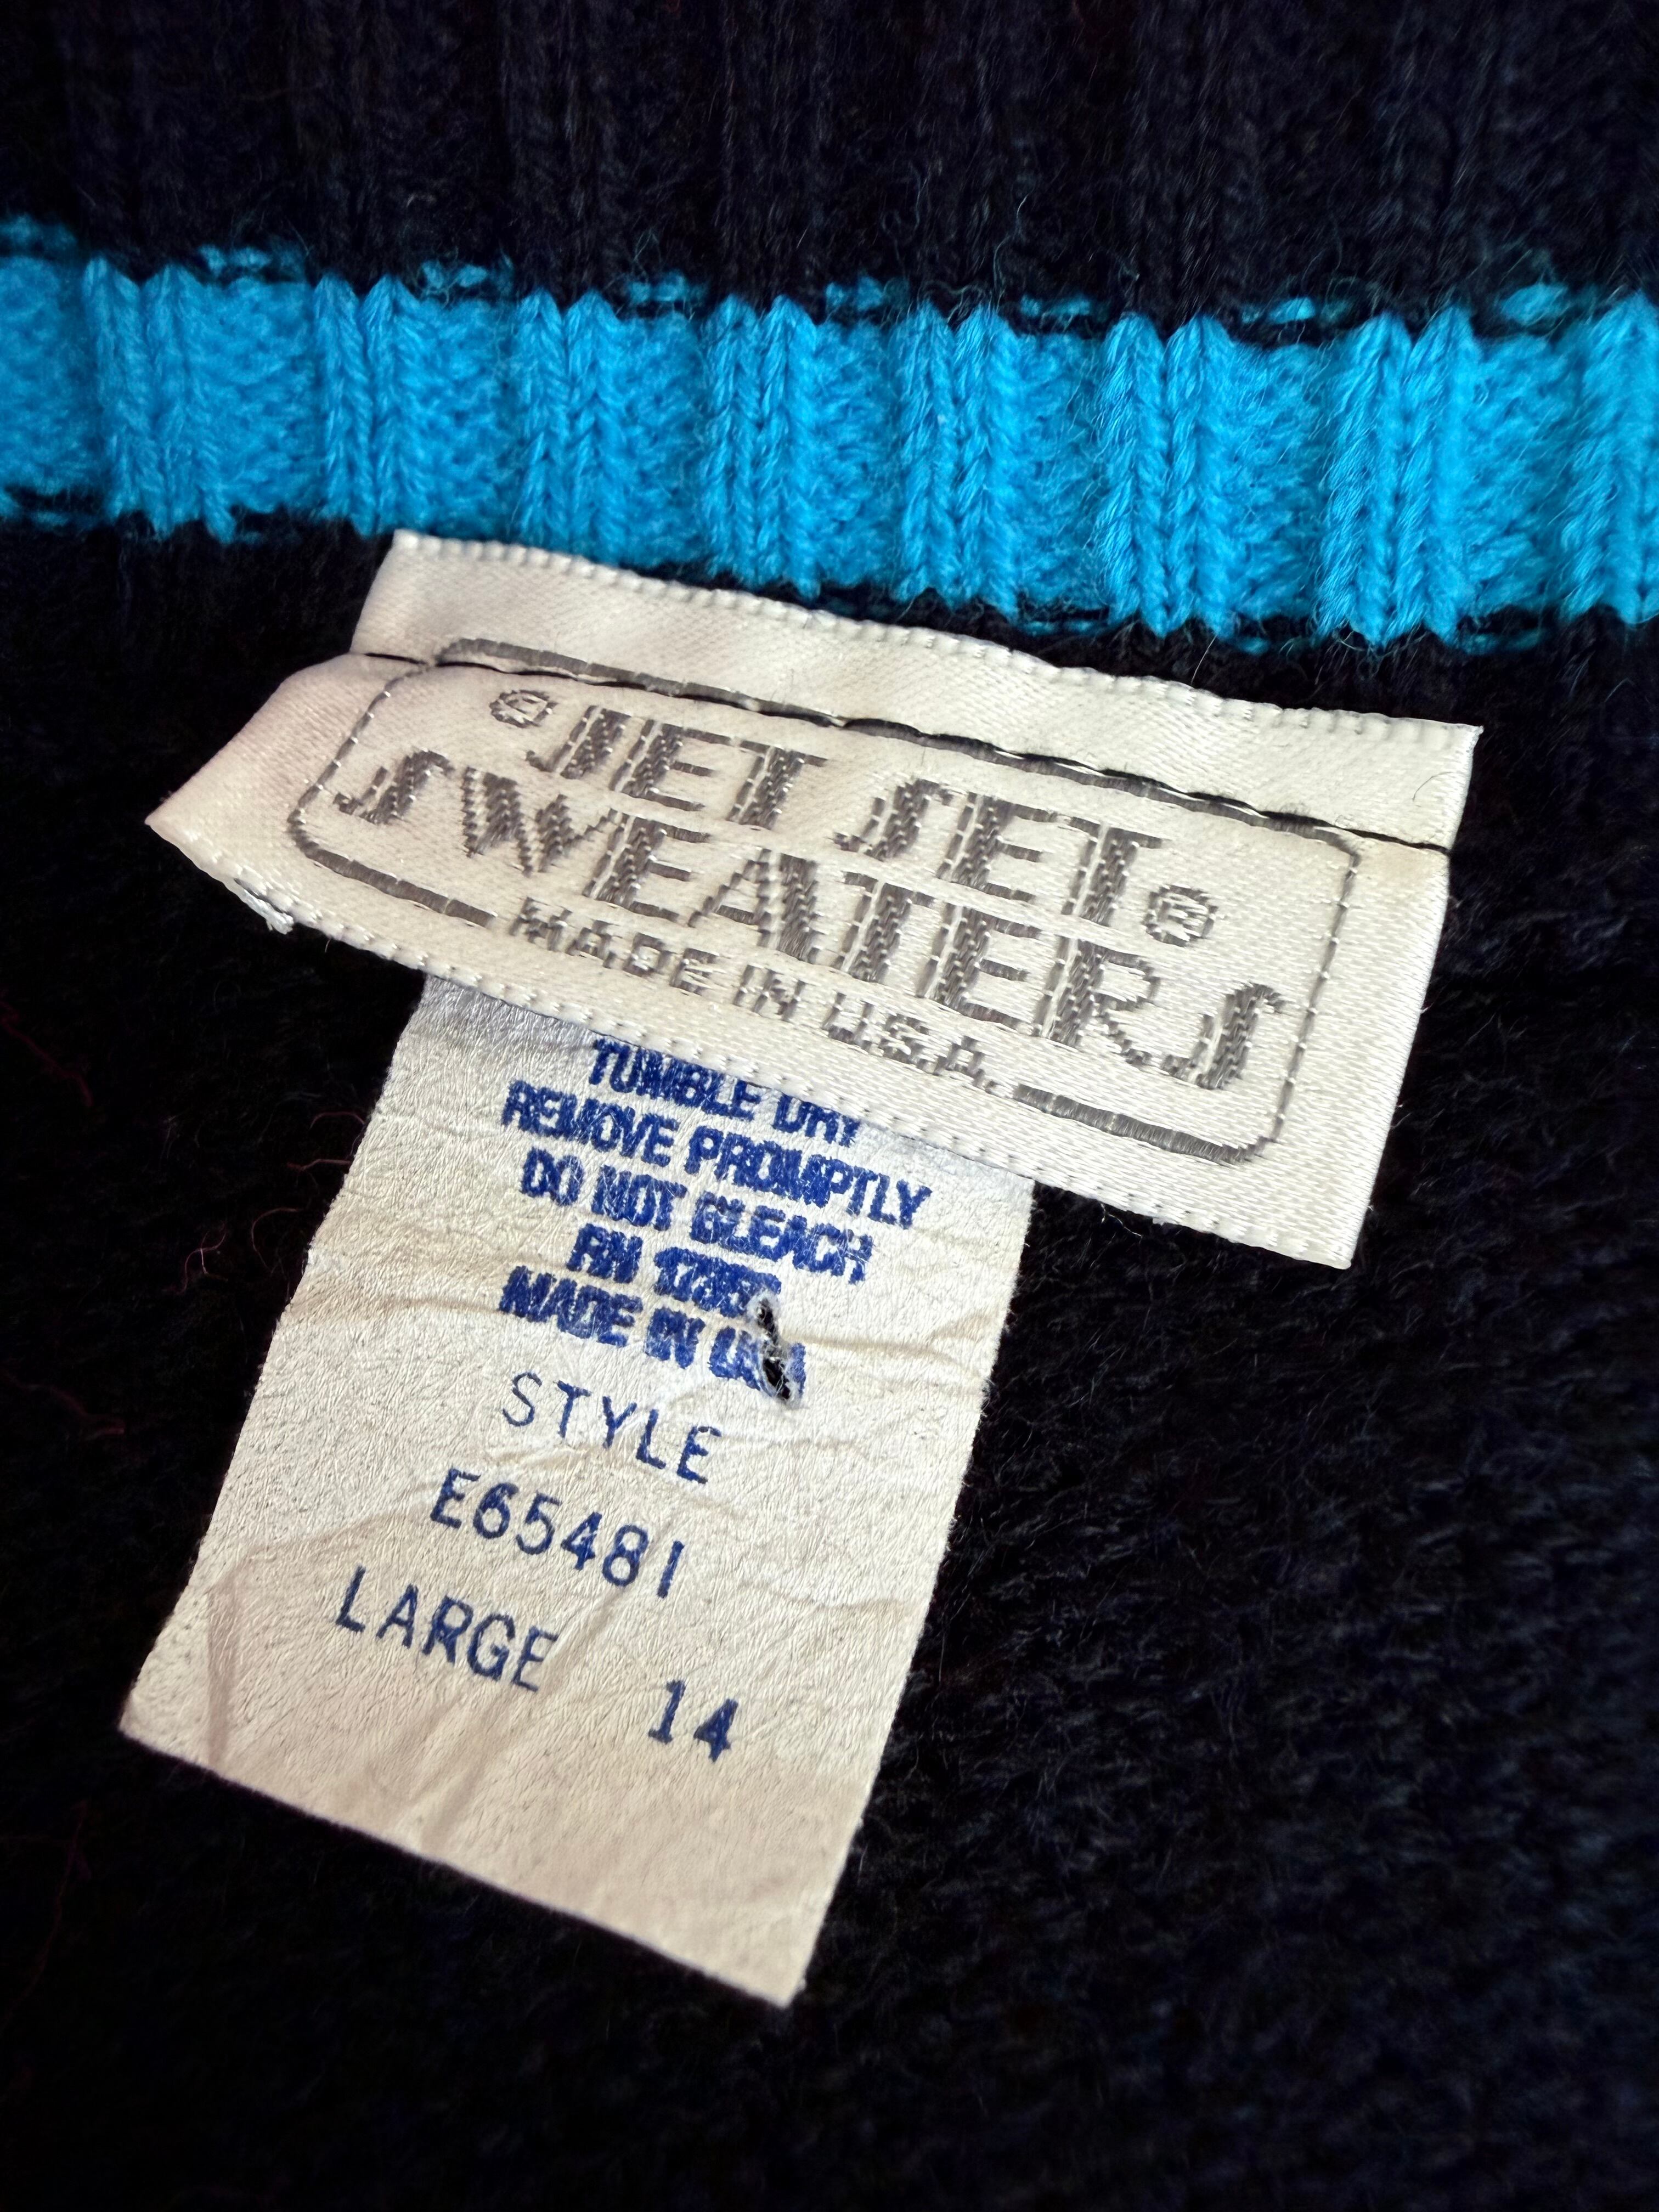 © JET SET ®
SWEATERS
MADE IN U.S.A.
TUMBLE DRY
REMOVE PROMPTLY
DO NOT BLEACH
RN
MADE IN USA
STYLE
E65481
LARGE 14